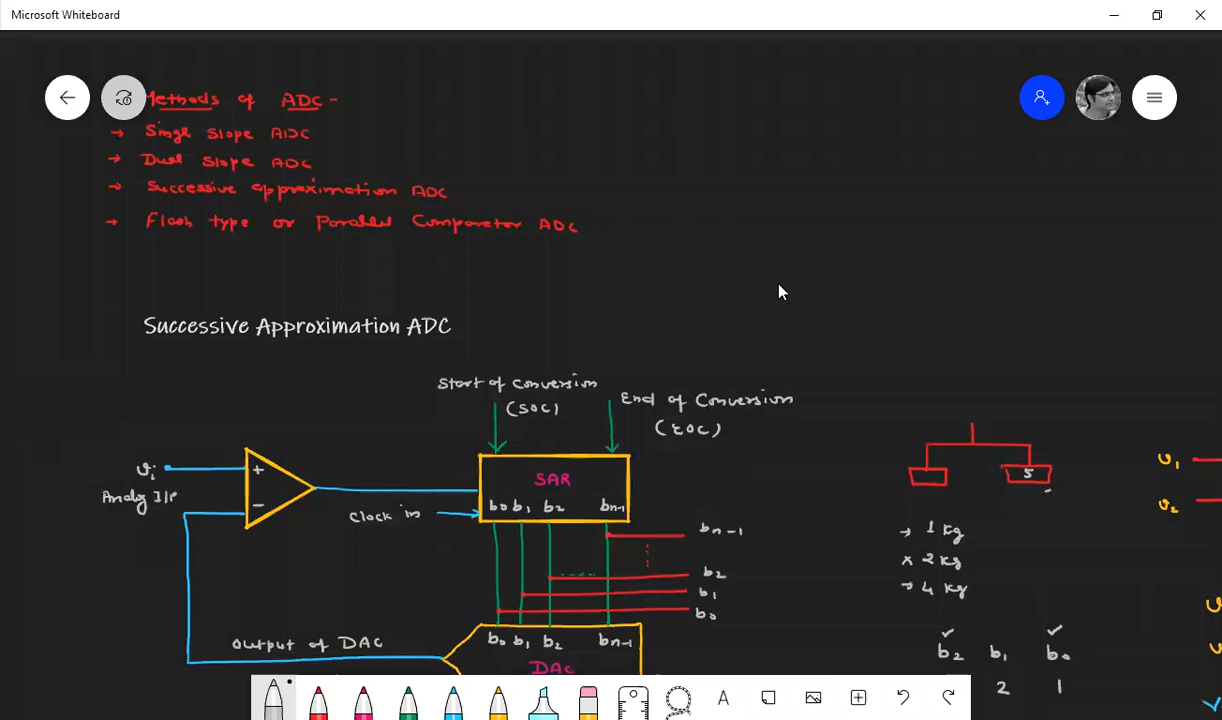 Microsoft Whiteboard
Methods of ADC -
→ Single Slope ADC
→ Dual Slope ADC
→ Successive approximation ADC
→ Flash type or Parallel Comparator ADC
Successive Approximation ADC
Start of Conversion
(SOC)
End of Conversion
(EOC)
SAR
b0 b1 b2 bn-1
Vi
Analog I/P
+
-
Clock in
bn-1
b2
b1
b0
Output of DAC
b0 b1 b2 bn-1
DAC
5
→ 1 kg
x 2 kg
→ 4 kg
✓ ✓
b2 b1 b0
2 1
V1
V2
A